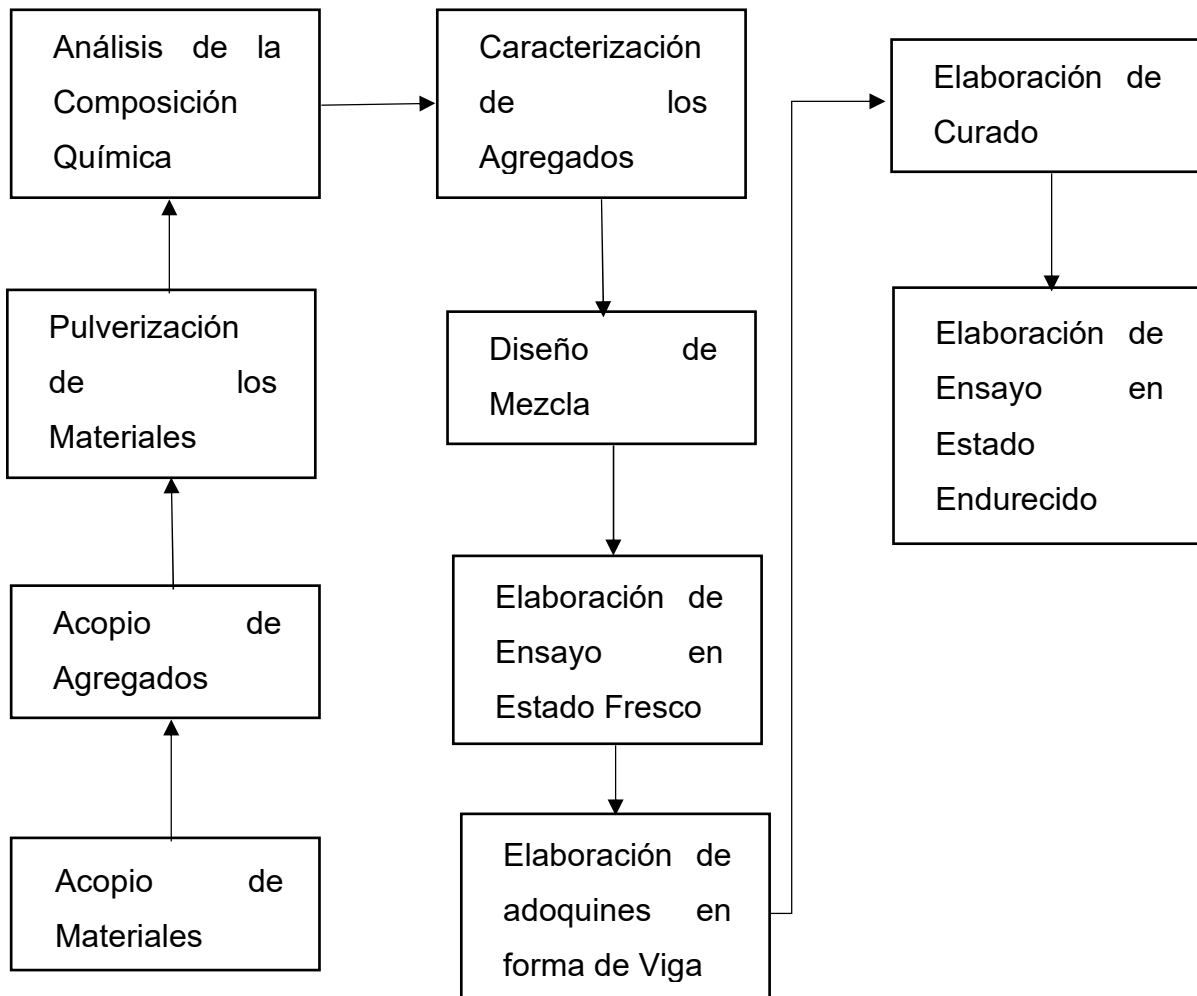 Análisis de la
Composición
Química
Caracterización
de los
Agregados
Elaboración de
Curado
Pulverización
de los
Materiales
Diseño de
Mezcla
Elaboración de
Ensayo en
Estado
Endurecido
Acopio de
Agregados
Elaboración de
Ensayo en
Estado Fresco
Acopio de
Materiales
Elaboración de
adoquines en
forma de Viga